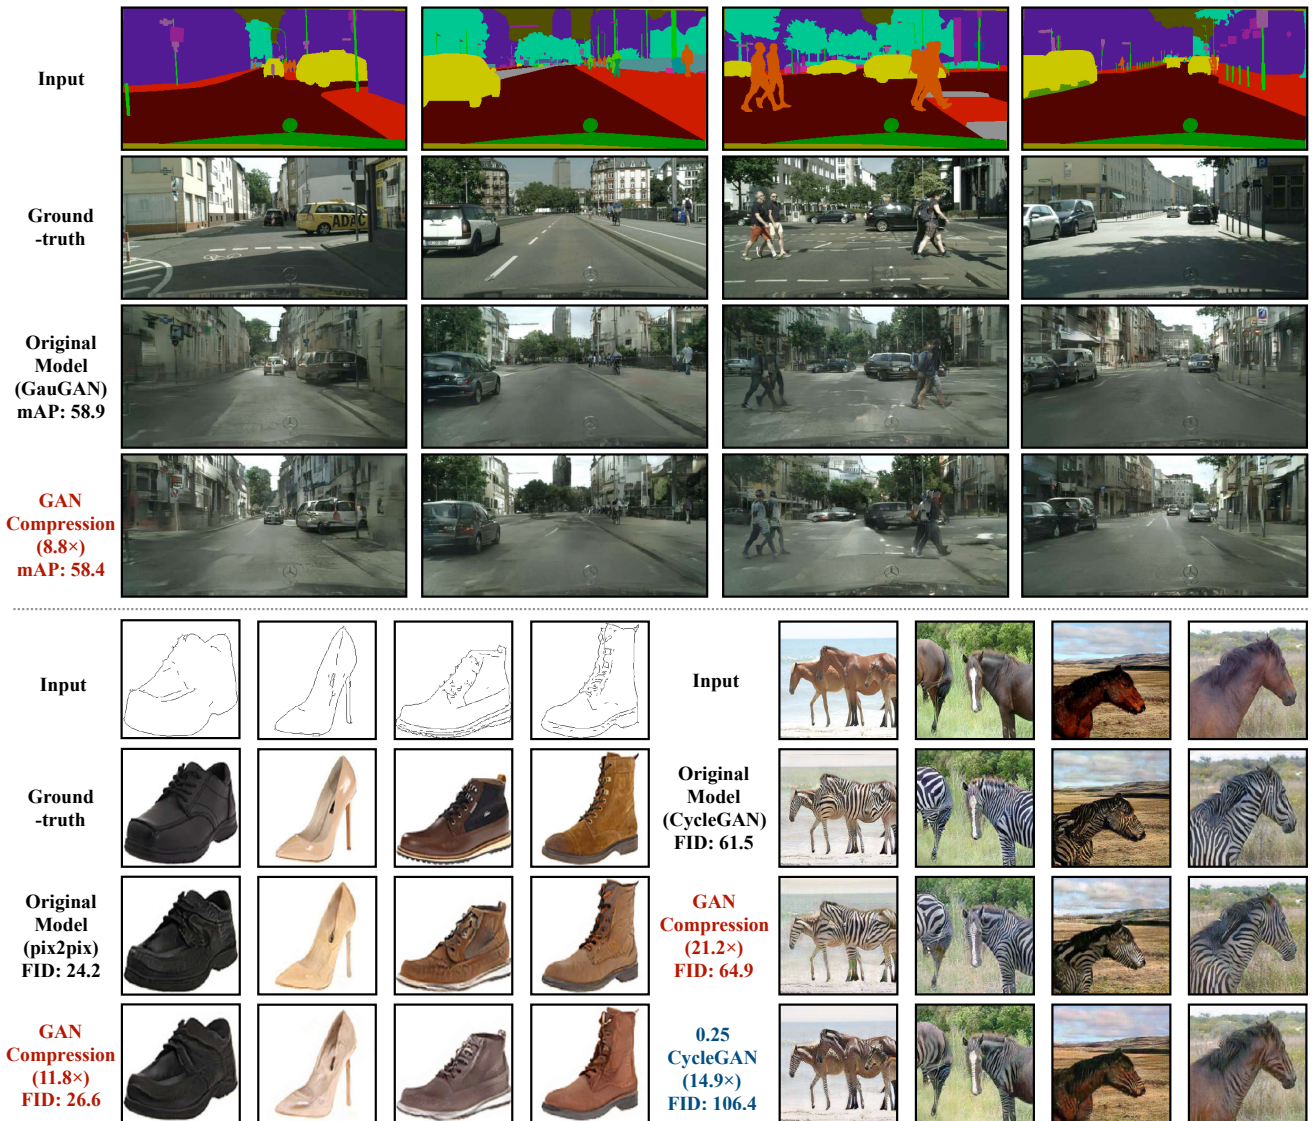 Input
Ground
-truth
ADAC
Original
Model
(GauGAN)
mAP: 58.9
GAN
Compression
(8.8×)
mAP: 58.4
Input
Ground
-truth
Original
Model
(pix2pix)
FID: 24.2
GAN
Compression
(11.8×)
FID: 26.6
Input
Original
Model
(CycleGAN)
FID: 61.5
GAN
Compression
(21.2×)
FID: 64.9
0.25
CycleGAN
(14.9×)
FID: 106.4